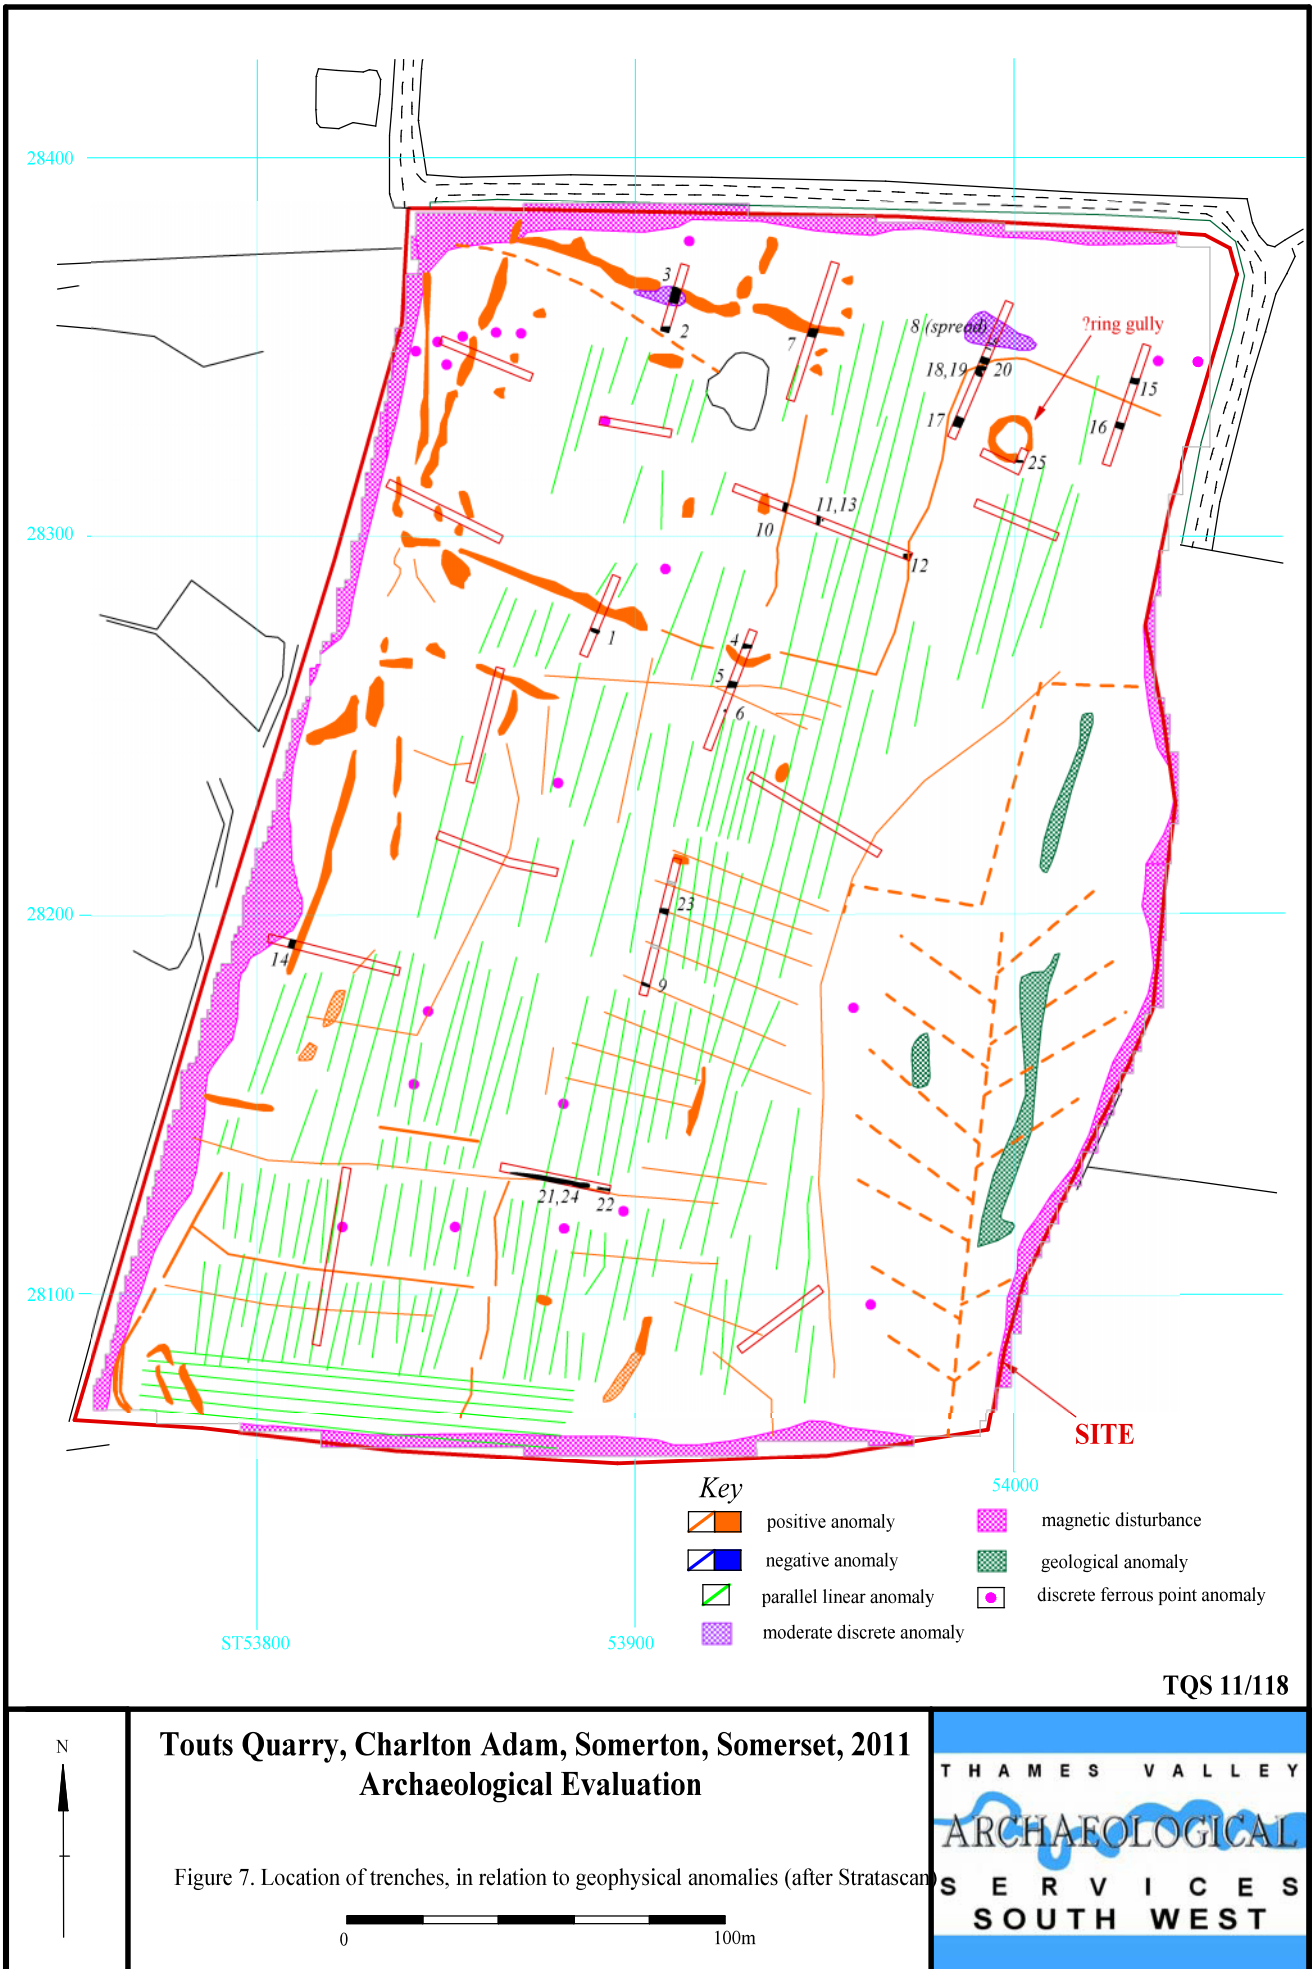 28400
3
2
7
8 (spread)
?ring gully
18,19
20
15
17
16
25
11,13
10
28300
12
1
4
5
6
23
28200
14
9
21,24
22
28100
SITE
Key
54000
positive anomaly
magnetic disturbance
negative anomaly
geological anomaly
parallel linear anomaly
discrete ferrous point anomaly
moderate discrete anomaly
ST53800
53900
TQS 11/118
N
Touts Quarry, Charlton Adam, Somerton, Somerset, 2011
Archaeological Evaluation
Figure 7. Location of trenches, in relation to geophysical anomalies (after Stratascan)
0
100m
THAMES VALLEY
ARCHAEOLOGICAL
SERVICES
SOUTH WEST